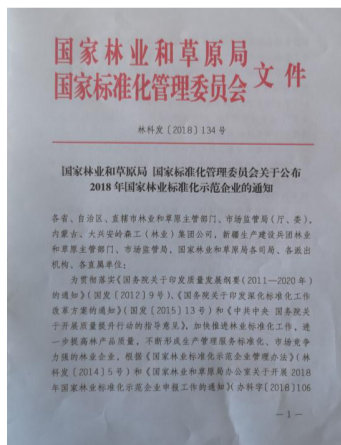 国家林业和草原局
国家标准化管理委员会
文件
林科发〔2018〕134号
国家林业和草原局 国家标准化管理委员会关于公布
2018年国家林业标准化示范企业的通知
各省、自治区、直辖市林业和草原主管部门、市场监管局(厅、委),
内蒙古、大兴安岭森工(林业)集团公司,新疆生产建设兵团林业
和草原主管部门、市场监管局,国家林业和草原局各司局、各派出
机构、各直属单位:
为贯彻落实《国务院关于印发质量发展纲要(2011—2020年)
的通知》(国发〔2012〕9号)、《国务院关于印发深化标准化工作
改革方案的通知》(国发〔2015〕13号)和《中共中央 国务院关
于开展质量提升行动的指导意见》,加快推进林业标准化工作,进
一步提高林产品质量,不断形成生产管理服务标准化、市场竞争
力强的林业企业,根据《国家林业标准化示范企业管理办法》(林
科发〔2014〕5号)和《国家林业和草原局办公室关于开展2018
年国家林业标准化示范企业申报工作的通知》(办科字〔2018〕106
—1—